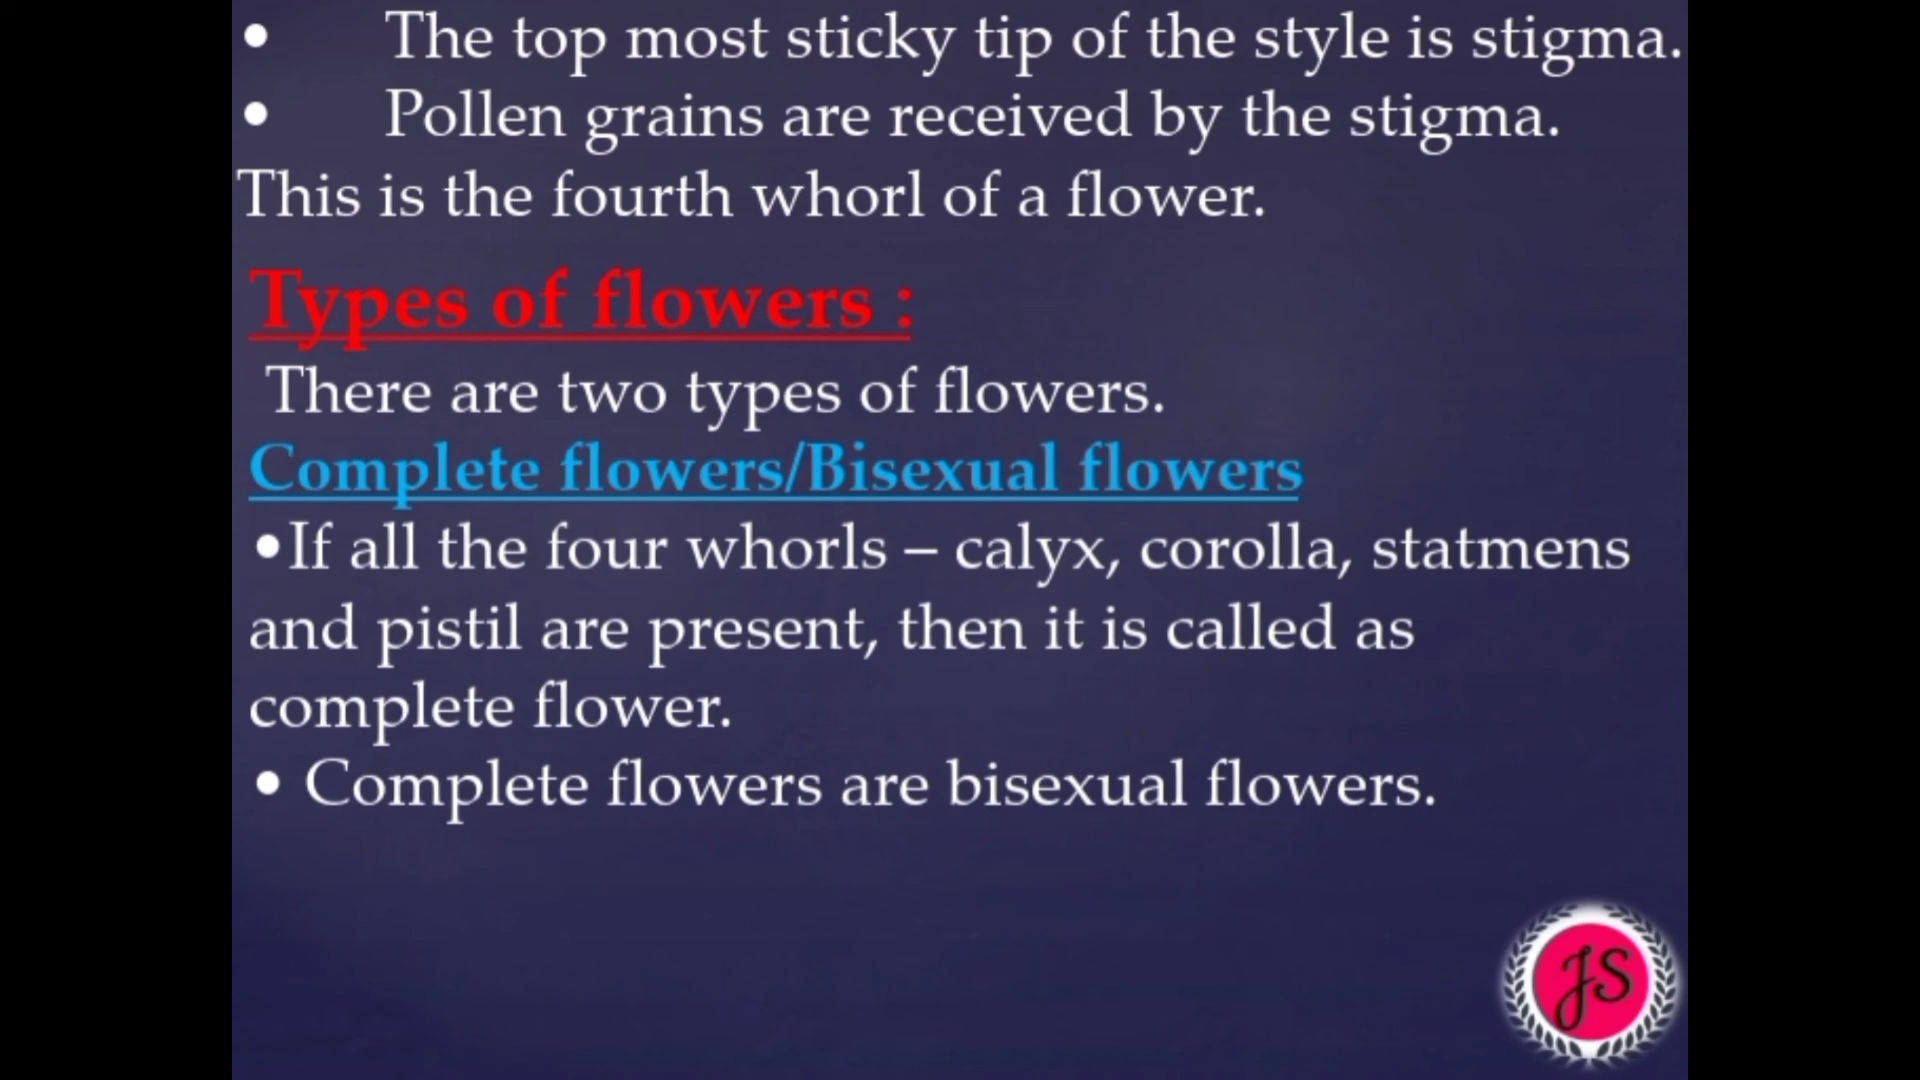 • The top most sticky tip of the style is stigma.
• Pollen grains are received by the stigma.
This is the fourth whorl of a flower.
Types of flowers :
There are two types of flowers.
Complete flowers/Bisexual flowers
•If all the four whorls – calyx, corolla, statmens
and pistil are present, then it is called as
complete flower.
• Complete flowers are bisexual flowers.
JS